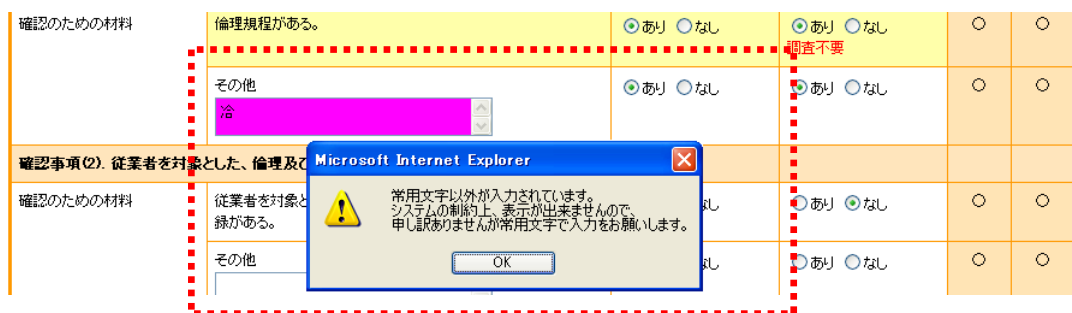 確認のための材料 倫理規程がある。 あり なし あり なし ○ ○
調査不要
その他 あり なし あり なし ○ ○
冾
確認事項(2). 従業者を対象とした、倫理及び
Microsoft Internet Explorer
常用文字以外が入力されています。
システムの制約上、表示が出来ませんので、
申し訳ありませんが常用文字で入力をお願いします。
OK
確認のための材料 従業者を対象と なし あり なし ○ ○
録がある。
その他 なし あり なし ○ ○